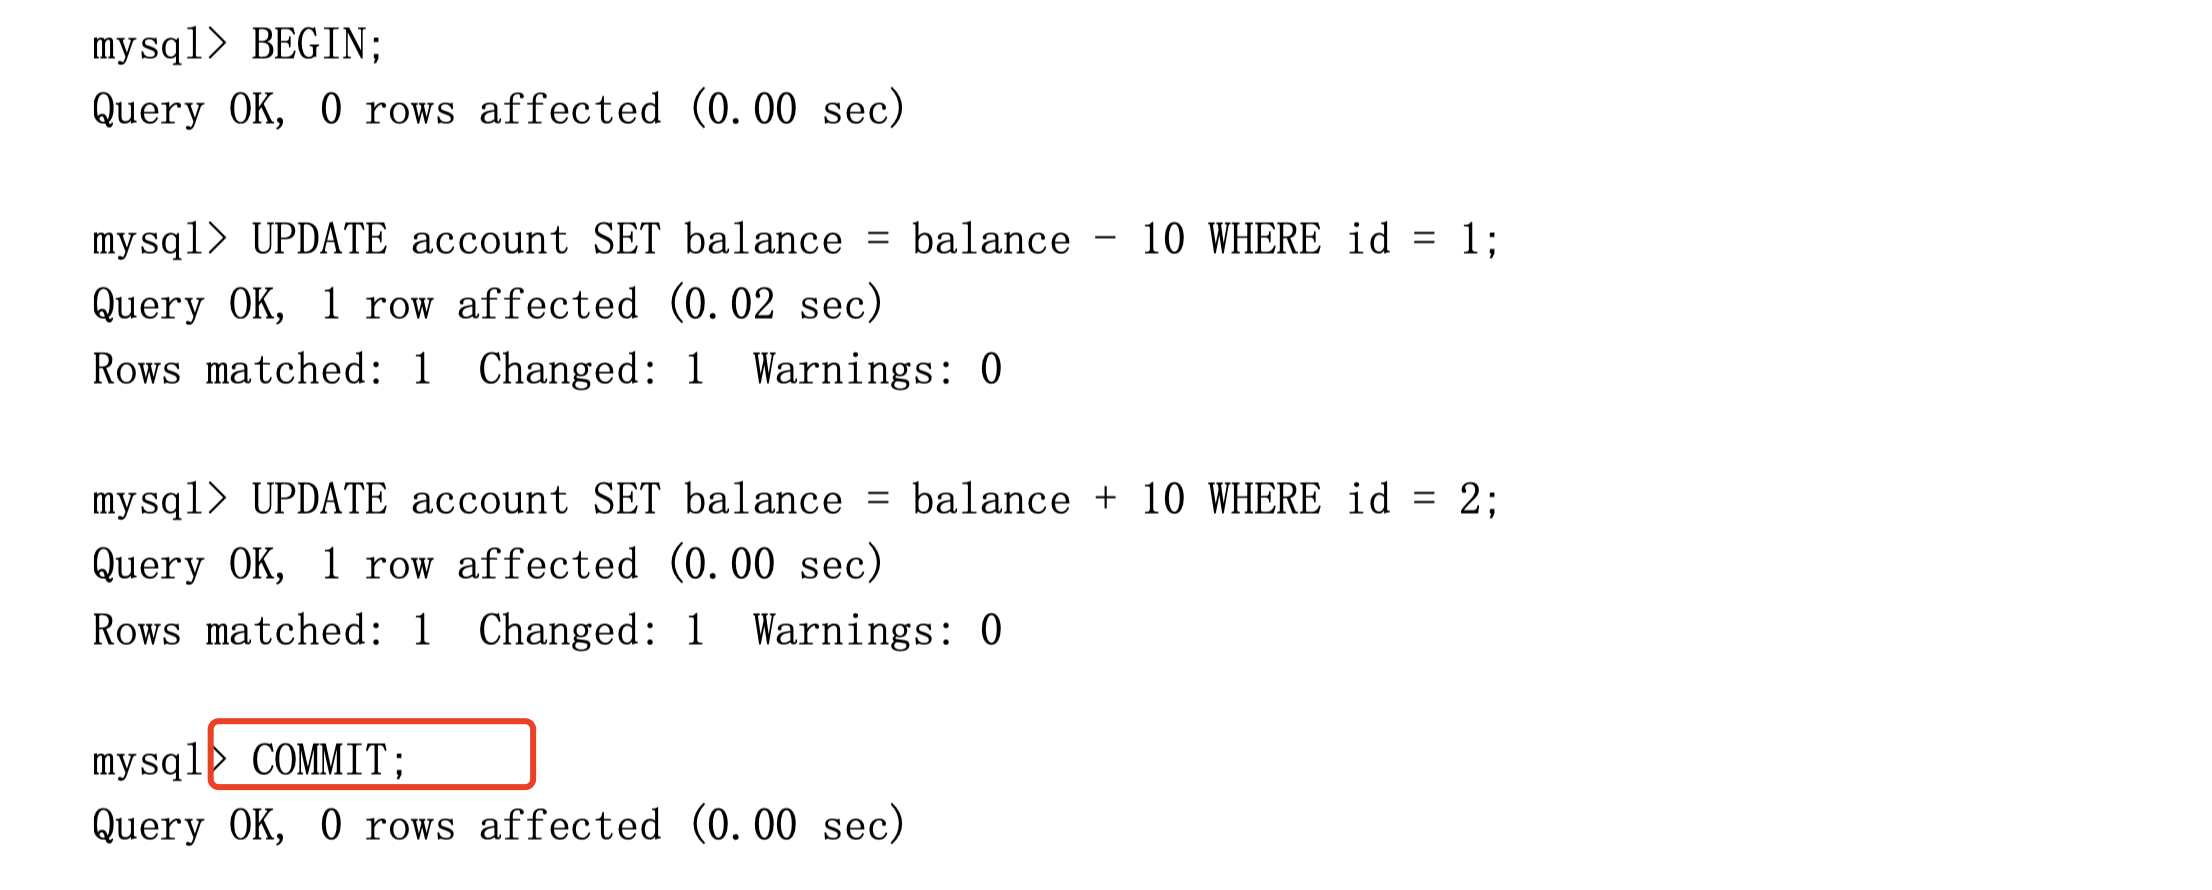 mysql> BEGIN;
Query OK, 0 rows affected (0.00 sec)
mysql> UPDATE account SET balance = balance - 10 WHERE id = 1;
Query OK, 1 row affected (0.02 sec)
Rows matched: 1  Changed: 1  Warnings: 0
mysql> UPDATE account SET balance = balance + 10 WHERE id = 2;
Query OK, 1 row affected (0.00 sec)
Rows matched: 1  Changed: 1  Warnings: 0
mysql> COMMIT;
Query OK, 0 rows affected (0.00 sec)